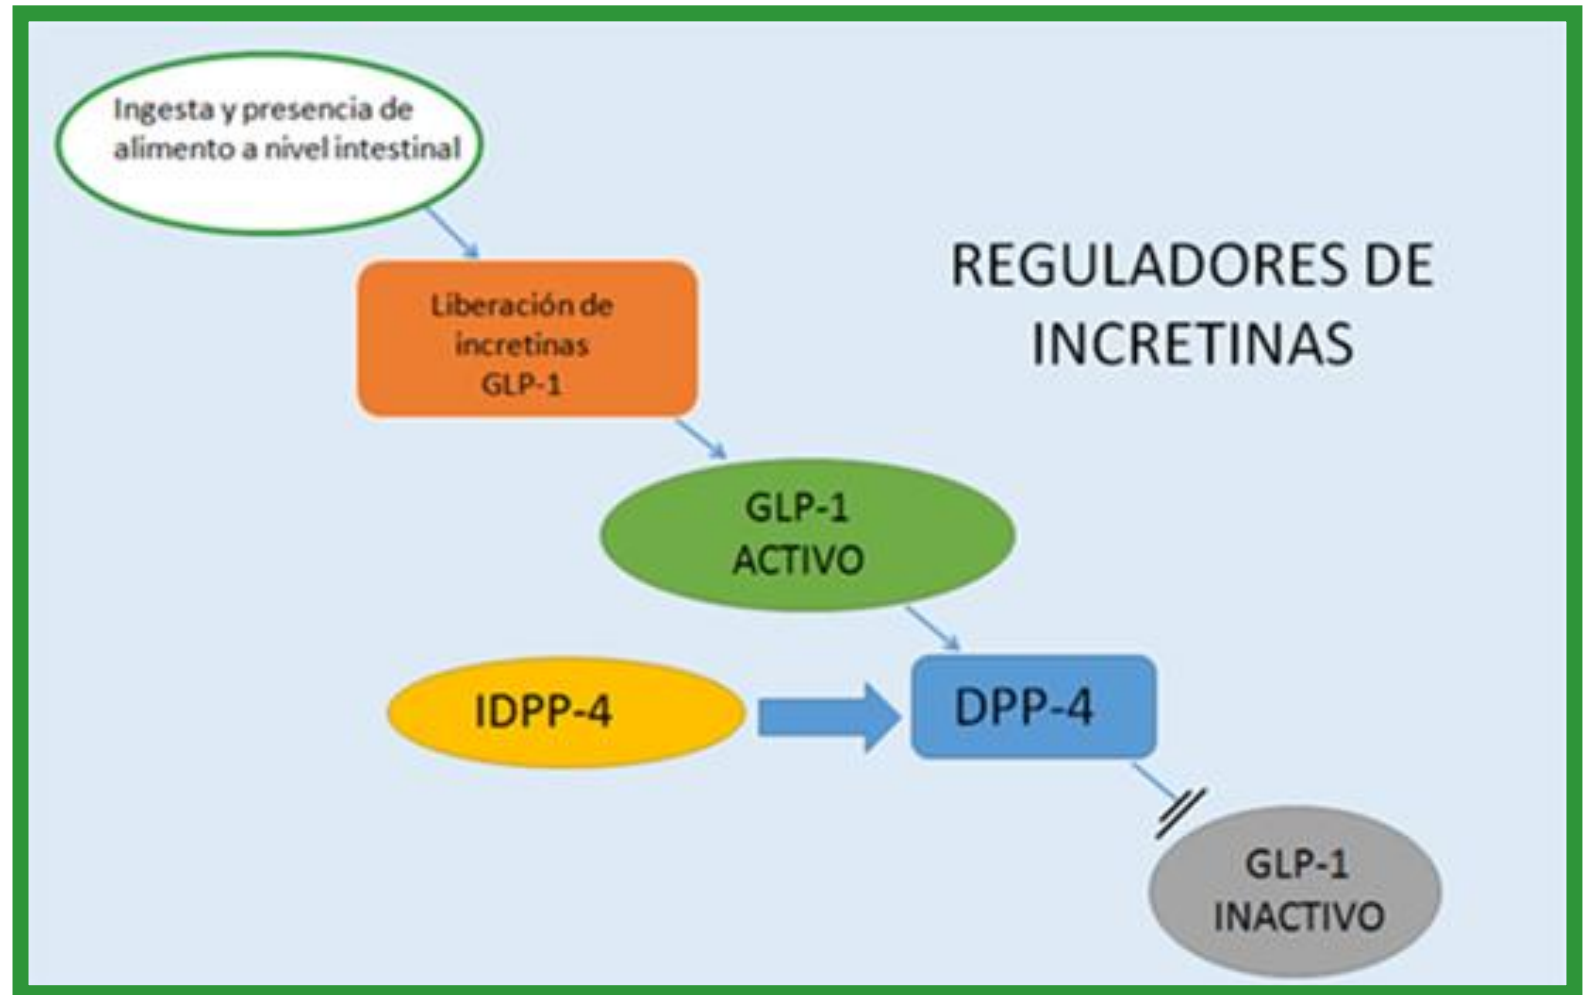 Ingesta y presencia de
alimento a nivel intestinal
REGULADORES DE
INCRETINAS
Liberación de
incretinas
GLP-1
GLP-1
ACTIVO
IDPP-4
DPP-4
GLP-1
INACTIVO